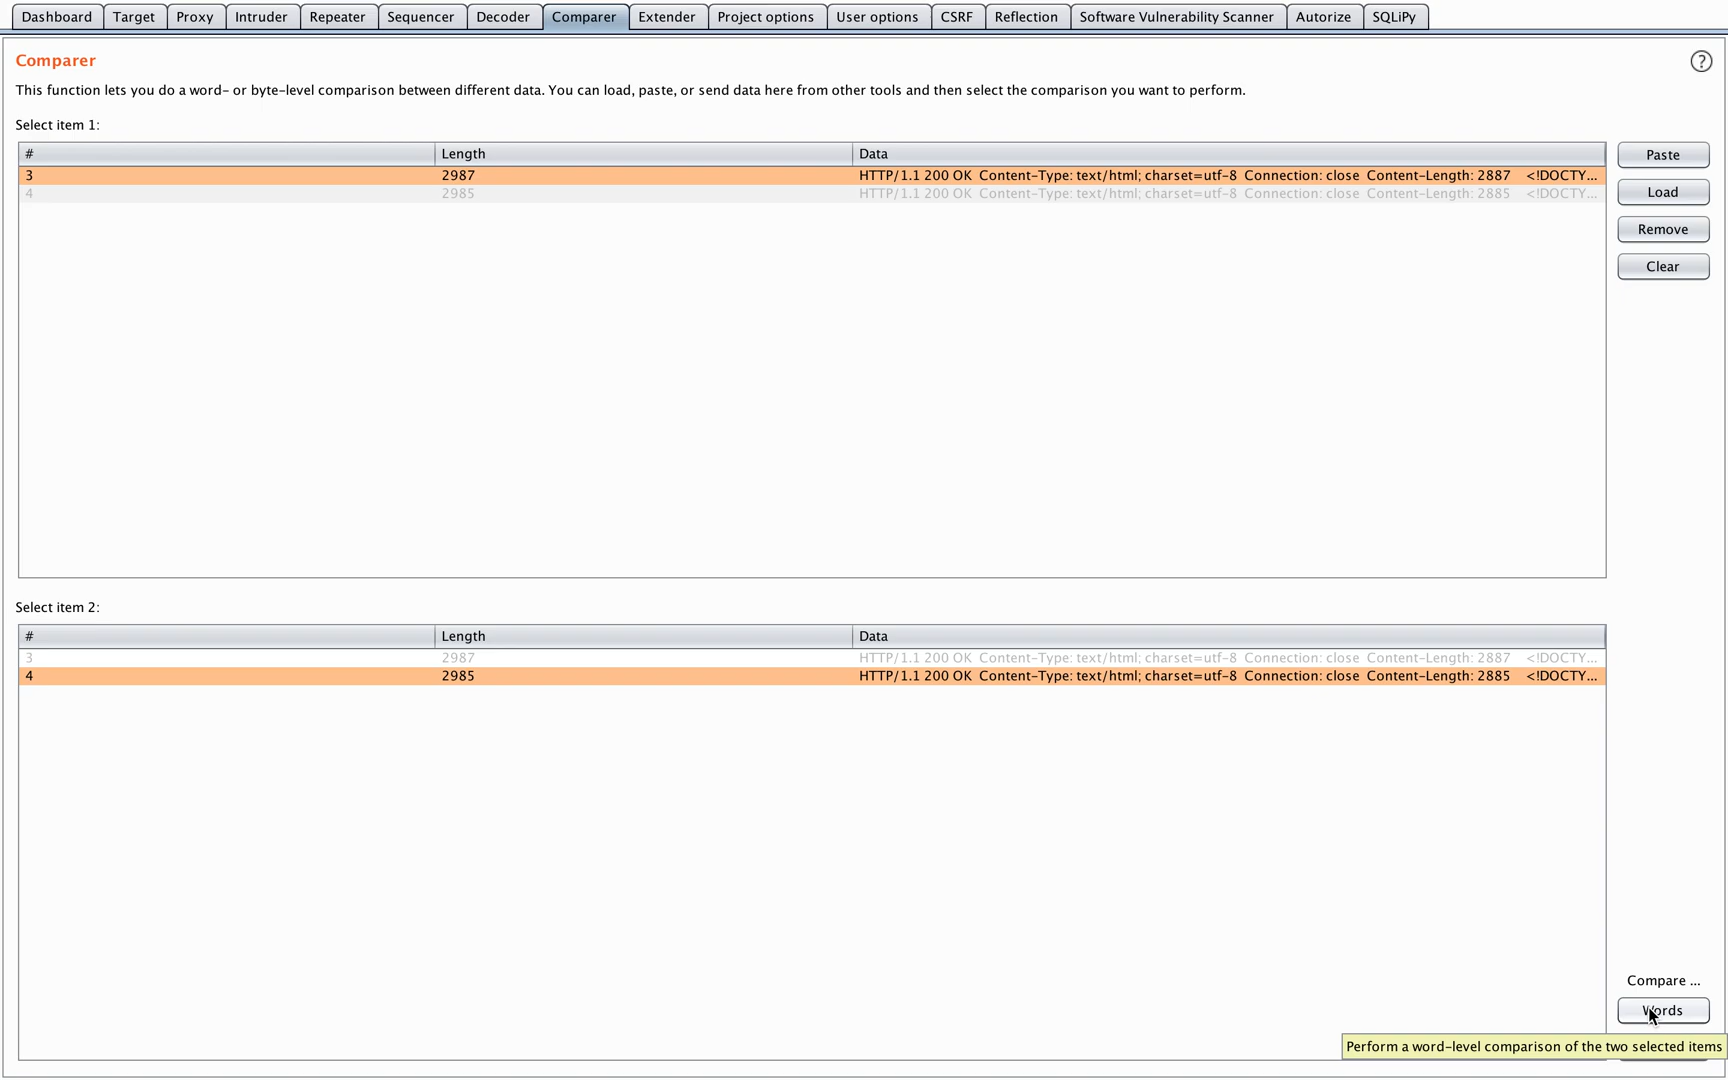 Dashboard Target Proxy Intruder Repeater Sequencer Decoder Comparer Extender Project options User options CSRF Reflection Software Vulnerability Scanner Autorize SQLiPy
Comparer
?
This function lets you do a word- or byte-level comparison between different data. You can load, paste, or send data here from other tools and then select the comparison you want to perform.
Select item 1:
# Length Data
3 2987 HTTP/1.1 200 OK Content-Type: text/html; charset=utf-8 Connection: close Content-Length: 2887 <!DOCTY...
4 2985 HTTP/1.1 200 OK Content-Type: text/html; charset=utf-8 Connection: close Content-Length: 2885 <!DOCTY...
Paste
Load
Remove
Clear
Select item 2:
# Length Data
3 2987 HTTP/1.1 200 OK Content-Type: text/html; charset=utf-8 Connection: close Content-Length: 2887 <!DOCTY...
4 2985 HTTP/1.1 200 OK Content-Type: text/html; charset=utf-8 Connection: close Content-Length: 2885 <!DOCTY...
Compare ...
Words
Perform a word-level comparison of the two selected items